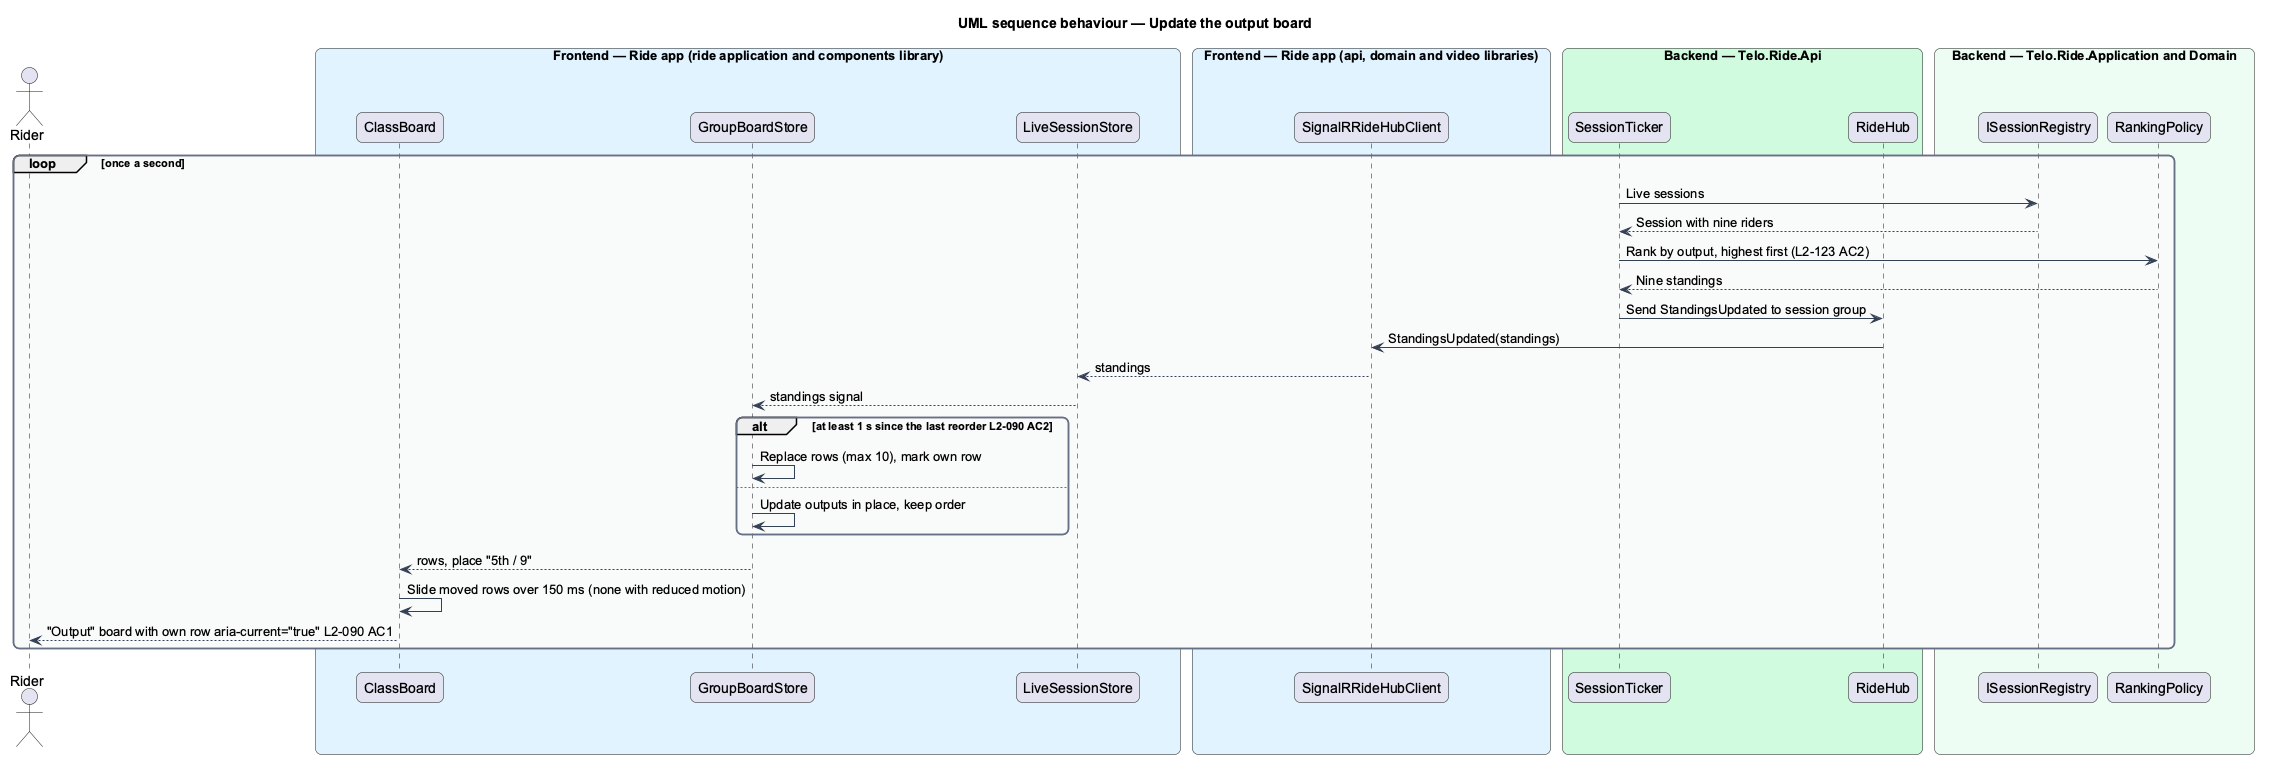 UML sequence behaviour — Update the output board
Frontend — Ride app (ride application and components library)
Frontend — Ride app (api, domain and video libraries)
Backend — Telo.Ride.Api
Backend — Telo.Ride.Application and Domain
Rider
ClassBoard
GroupBoardStore
LiveSessionStore
SignalRRideHubClient
SessionTicker
RideHub
ISessionRegistry
RankingPolicy
loop [once a second]
Live sessions
Session with nine riders
Rank by output, highest first (L2-123 AC2)
Nine standings
Send StandingsUpdated to session group
StandingsUpdated(standings)
standings
standings signal
alt [at least 1 s since the last reorder L2-090 AC2]
Replace rows (max 10), mark own row
Update outputs in place, keep order
rows, place "5th / 9"
Slide moved rows over 150 ms (none with reduced motion)
"Output" board with own row aria-current="true" L2-090 AC1
Rider
ClassBoard
GroupBoardStore
LiveSessionStore
SignalRRideHubClient
SessionTicker
RideHub
ISessionRegistry
RankingPolicy